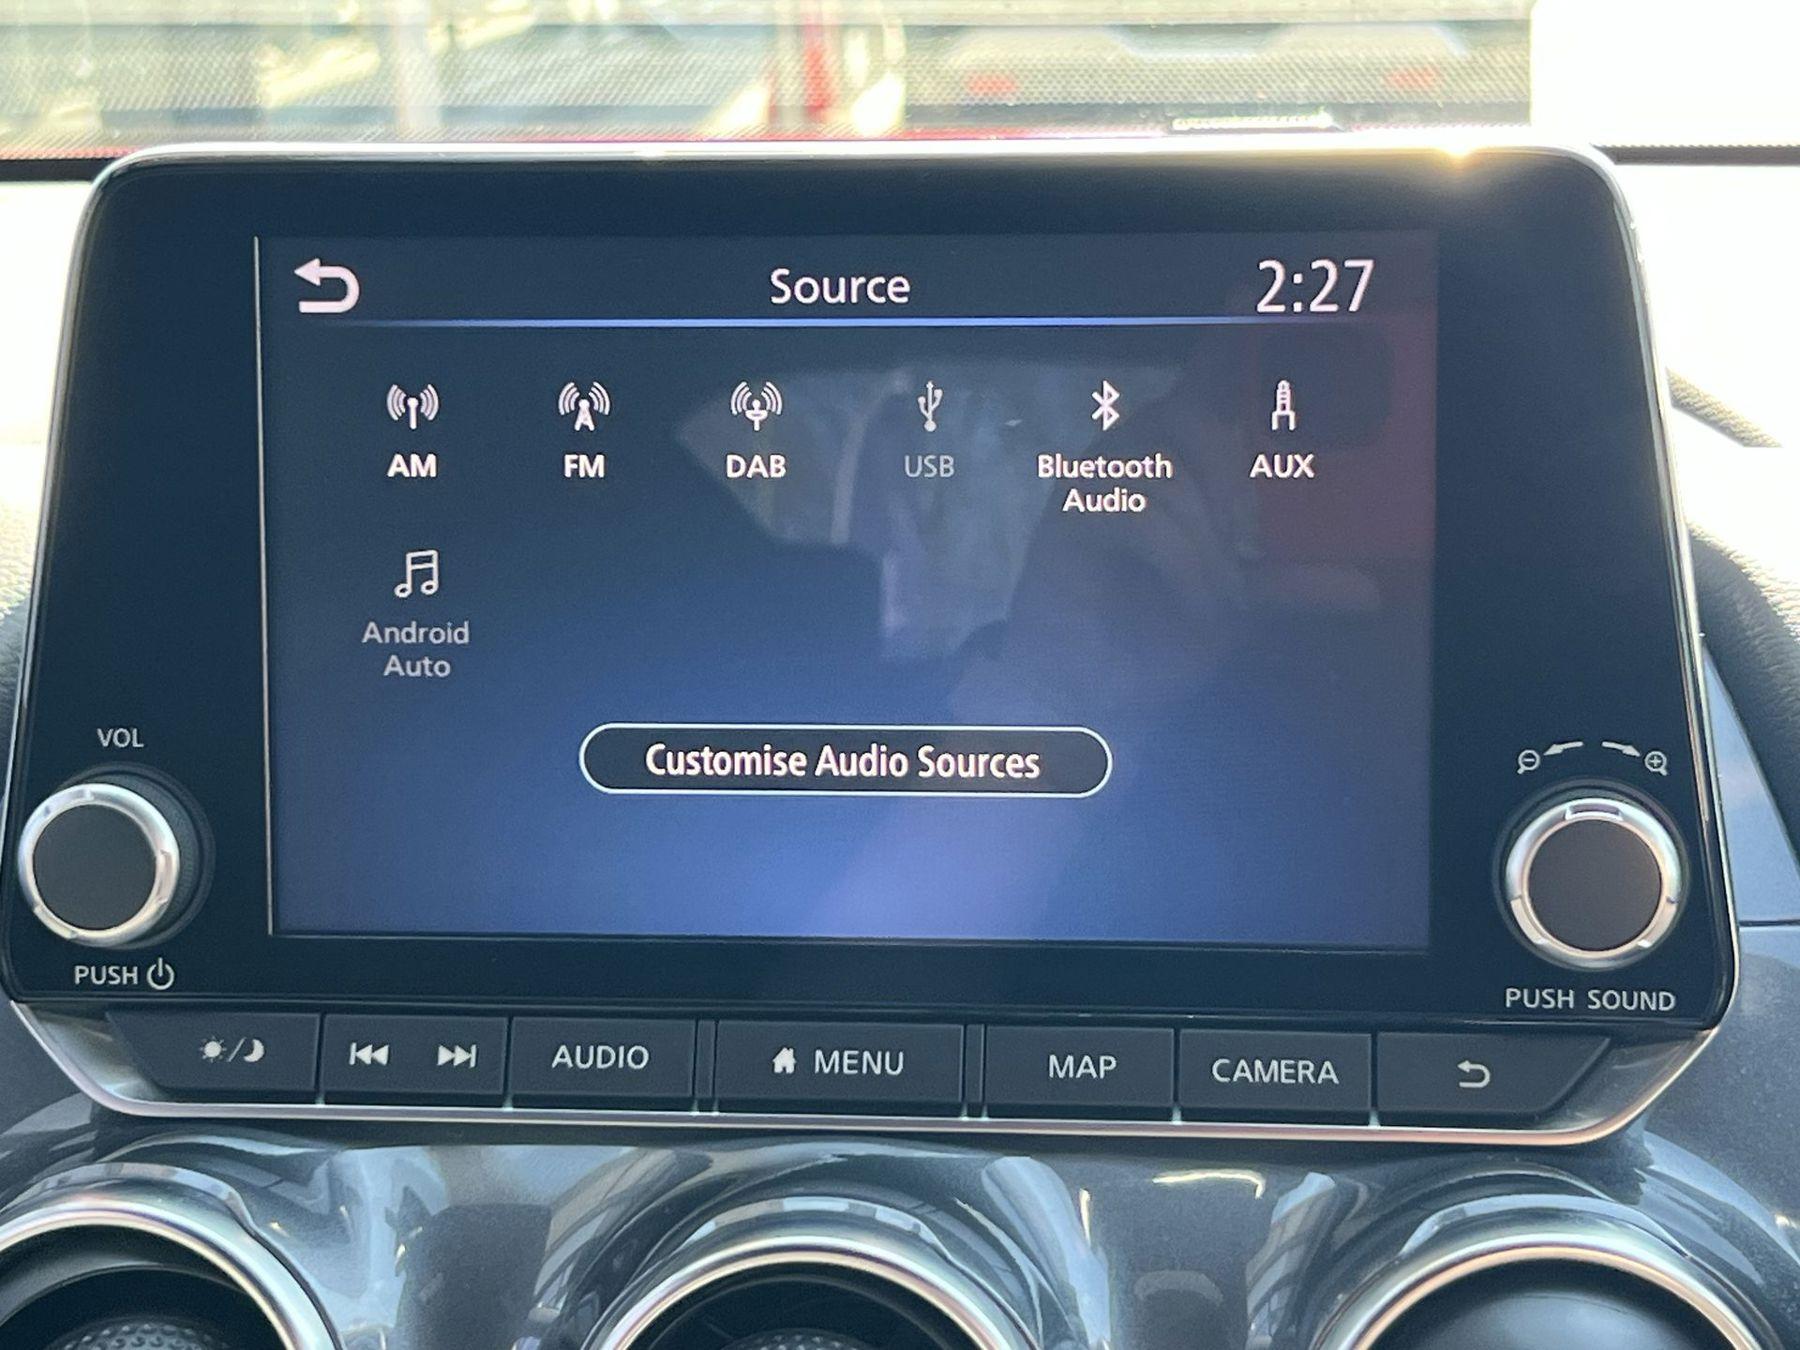 Source
2:27
AM
FM
DAB
USB
Bluetooth
Audio
AUX
Android
Auto
Customise Audio Sources
VOL
PUSH
PUSH SOUND
AUDIO
MENU
MAP
CAMERA